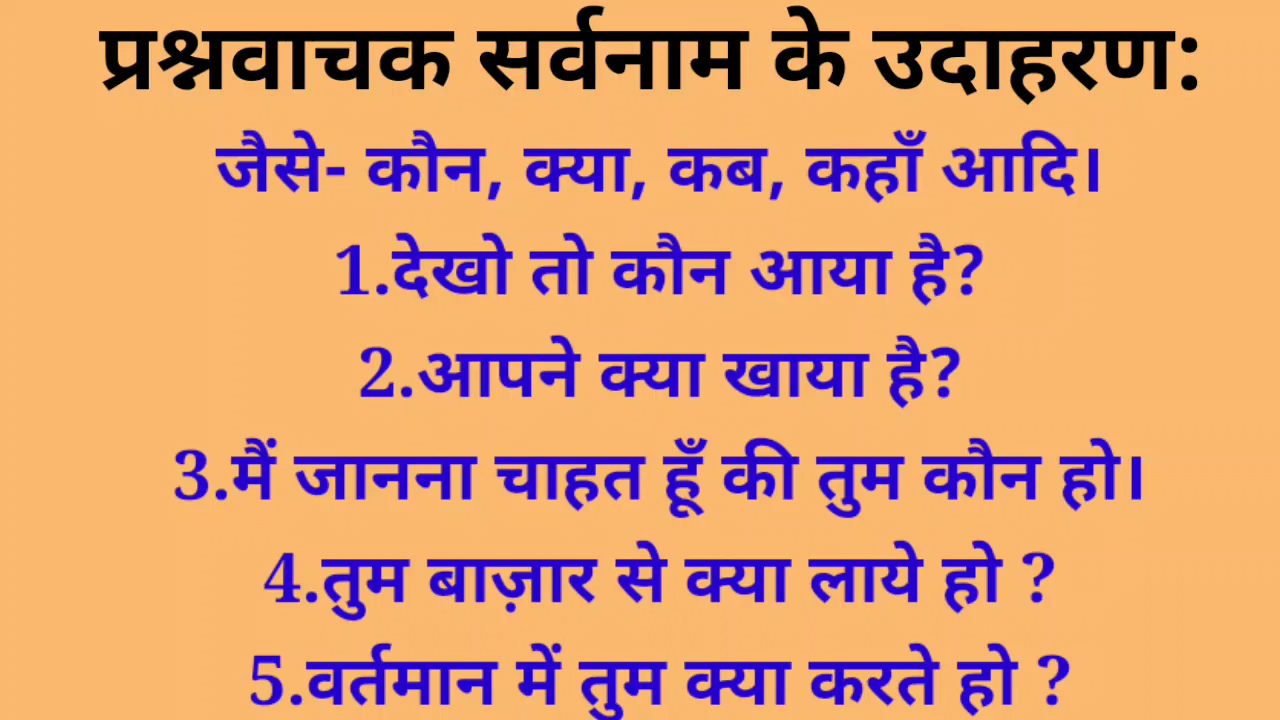 प्रश्नवाचक सर्वनाम के उदाहरण:
जैसे- कौन, क्या, कब, कहाँ आदि।
1.देखो तो कौन आया है?
2.आपने क्या खाया है?
3.मैं जानना चाहत हूँ की तुम कौन हो।
4.तुम बाज़ार से क्या लाये हो ?
5.वर्तमान में तुम क्या करते हो ?